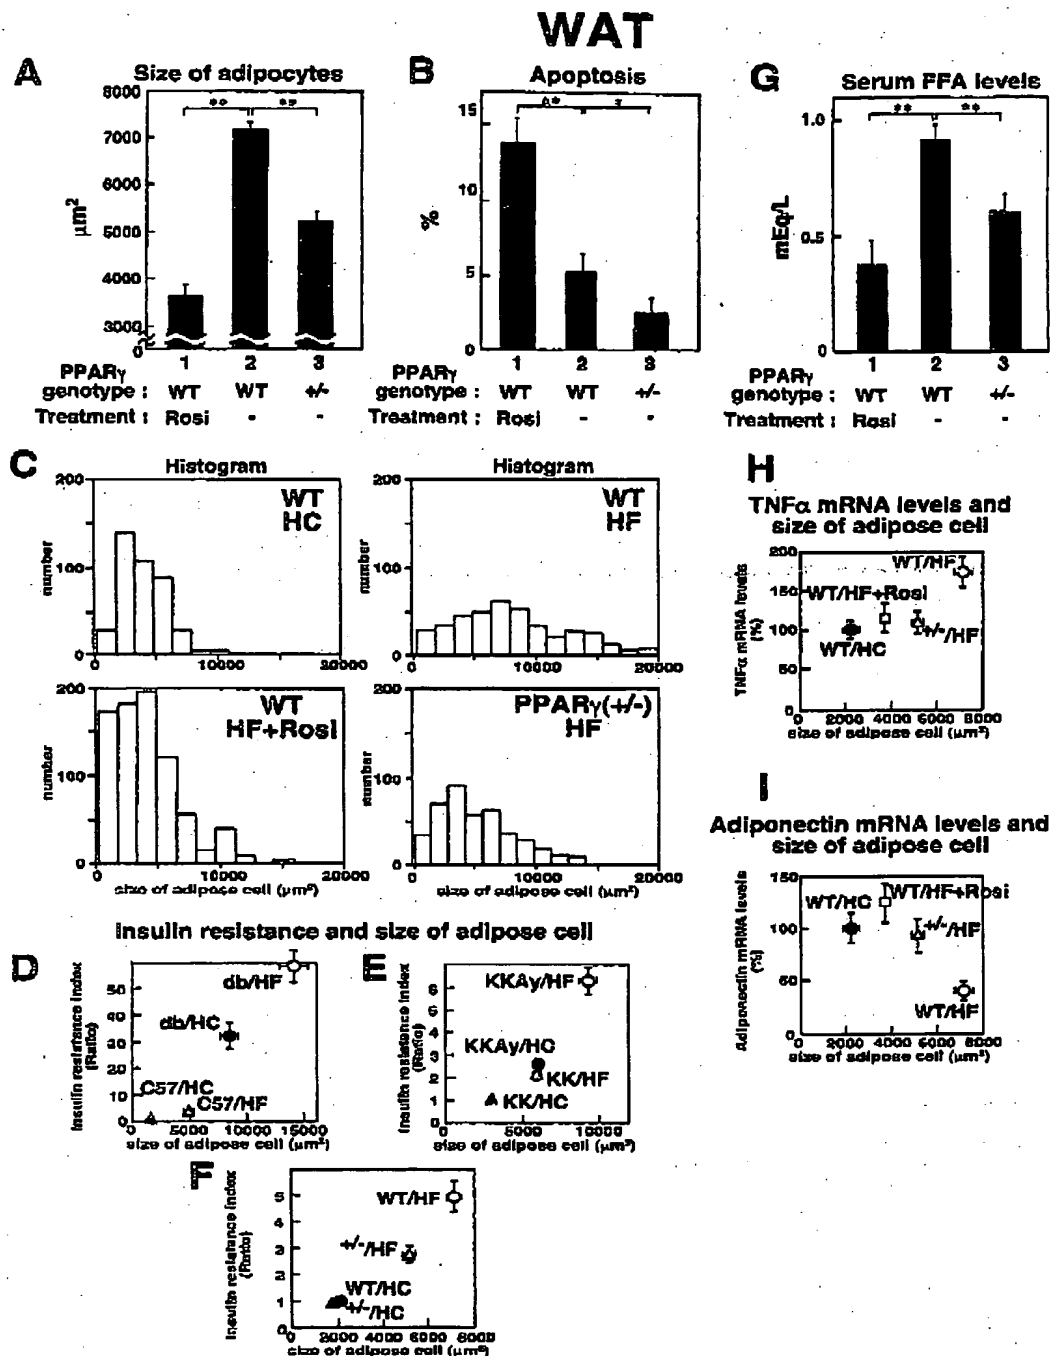 WAT
A
Size of adipocytes
8000
7000
6000
5000
4000
3000
0
μm²
** **
1 2 3
PPARγ
genotype : WT WT +/-
Treatment : Rosi - -
B
Apoptosis
15
10
5
0
%
** *
1 2 3
PPARγ
genotype : WT WT +/-
Treatment : Rosi - -
G
Serum FFA levels
1.0
0.5
0
mEq/L
** **
1 2 3
PPARγ
genotype : WT WT +/-
Treatment : Rosi - -
C
Histogram
200
100
0
number
WT
HC
0 10000 20000
Histogram
200
100
0
number
WT
HF
0 10000 20000
200
100
0
number
WT
HF+Rosi
0 10000 20000
size of adipose cell (μm²)
200
100
0
number
PPARγ(+/-)
HF
0 10000 20000
size of adipose cell (μm²)
H
TNFα mRNA levels and
size of adipose cell
200
150
100
50
0
TNFα mRNA levels
(%)
WT/HF
WT/HF+Rosi
+/-/HF
WT/HC
0 2000 4000 6000 8000
size of adipose cell (μm²)
I
Adiponectin mRNA levels and
size of adipose cell
150
100
50
0
Adiponectin mRNA levels
(%)
WT/HC
WT/HF+Rosi
+/-/HF
WT/HF
0 2000 4000 6000 8000
size of adipose cell (μm²)
Insulin resistance and size of adipose cell
D
50
40
30
20
10
0
Insulin resistance index
(Ratio)
db/HF
db/HC
C57/HC
C57/HF
0 5000 10000 15000
size of adipose cell (μm²)
E
6
5
4
3
2
1
0
Insulin resistance index
(Ratio)
KKAy/HF
KKAy/HC
KK/HF
KK/HC
5000 10000
size of adipose cell (μm²)
F
5
4
3
2
1
0
Insulin resistance index
(Ratio)
WT/HF
+/-/HF
WT/HC
+/-/HC
0 2000 4000 6000 8000
size of adipose cell (μm²)